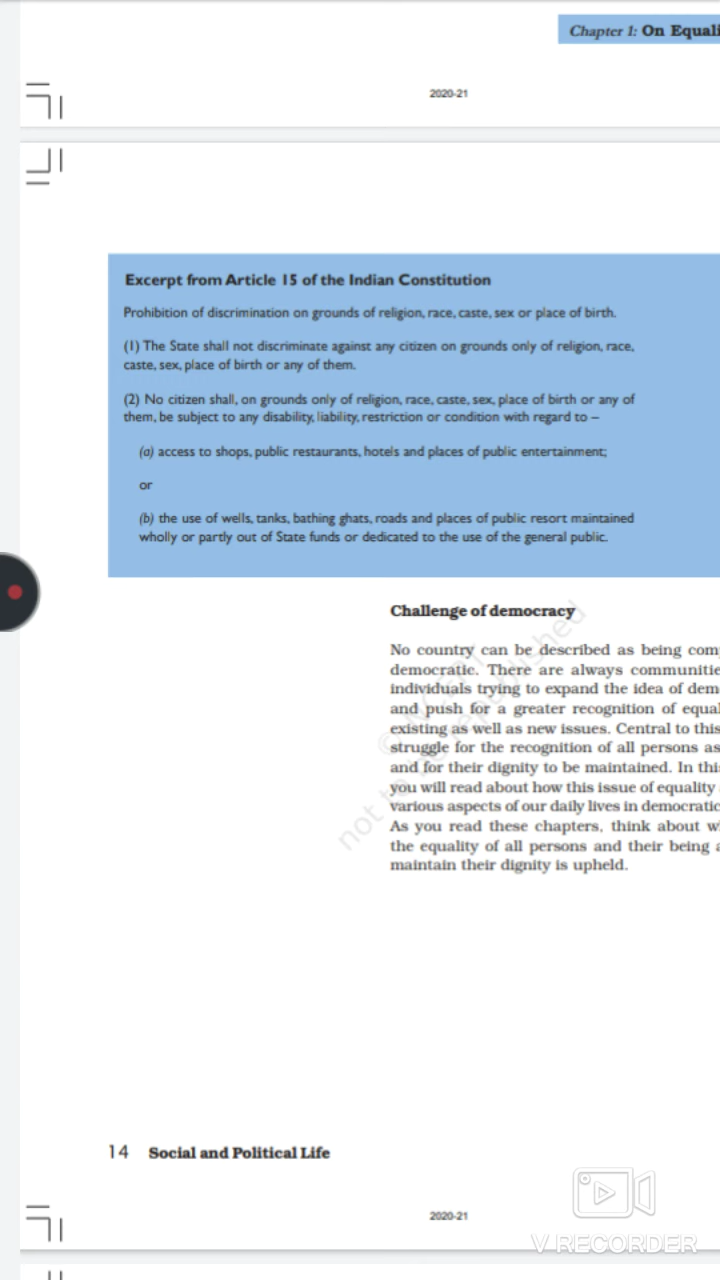 Chapter 1: On Equali
2020-21
Excerpt from Article 15 of the Indian Constitution
Prohibition of discrimination on grounds of religion, race, caste, sex or place of birth.
(1) The State shall not discriminate against any citizen on grounds only of religion, race,
caste, sex, place of birth or any of them.
(2) No citizen shall, on grounds only of religion, race, caste, sex, place of birth or any of
them, be subject to any disability, liability, restriction or condition with regard to –
(a) access to shops, public restaurants, hotels and places of public entertainment;
or
(b) the use of wells, tanks, bathing ghats, roads and places of public resort maintained
wholly or partly out of State funds or dedicated to the use of the general public.
Challenge of democracy
No country can be described as being com
democratic. There are always communitie
individuals trying to expand the idea of dem
and push for a greater recognition of equal
existing as well as new issues. Central to this
struggle for the recognition of all persons as
and for their dignity to be maintained. In this
you will read about how this issue of equality
various aspects of our daily lives in democratic
As you read these chapters, think about w
the equality of all persons and their being a
maintain their dignity is upheld.
© NCERT
not to be republished
14 Social and Political Life
2020-21
V RECORDER